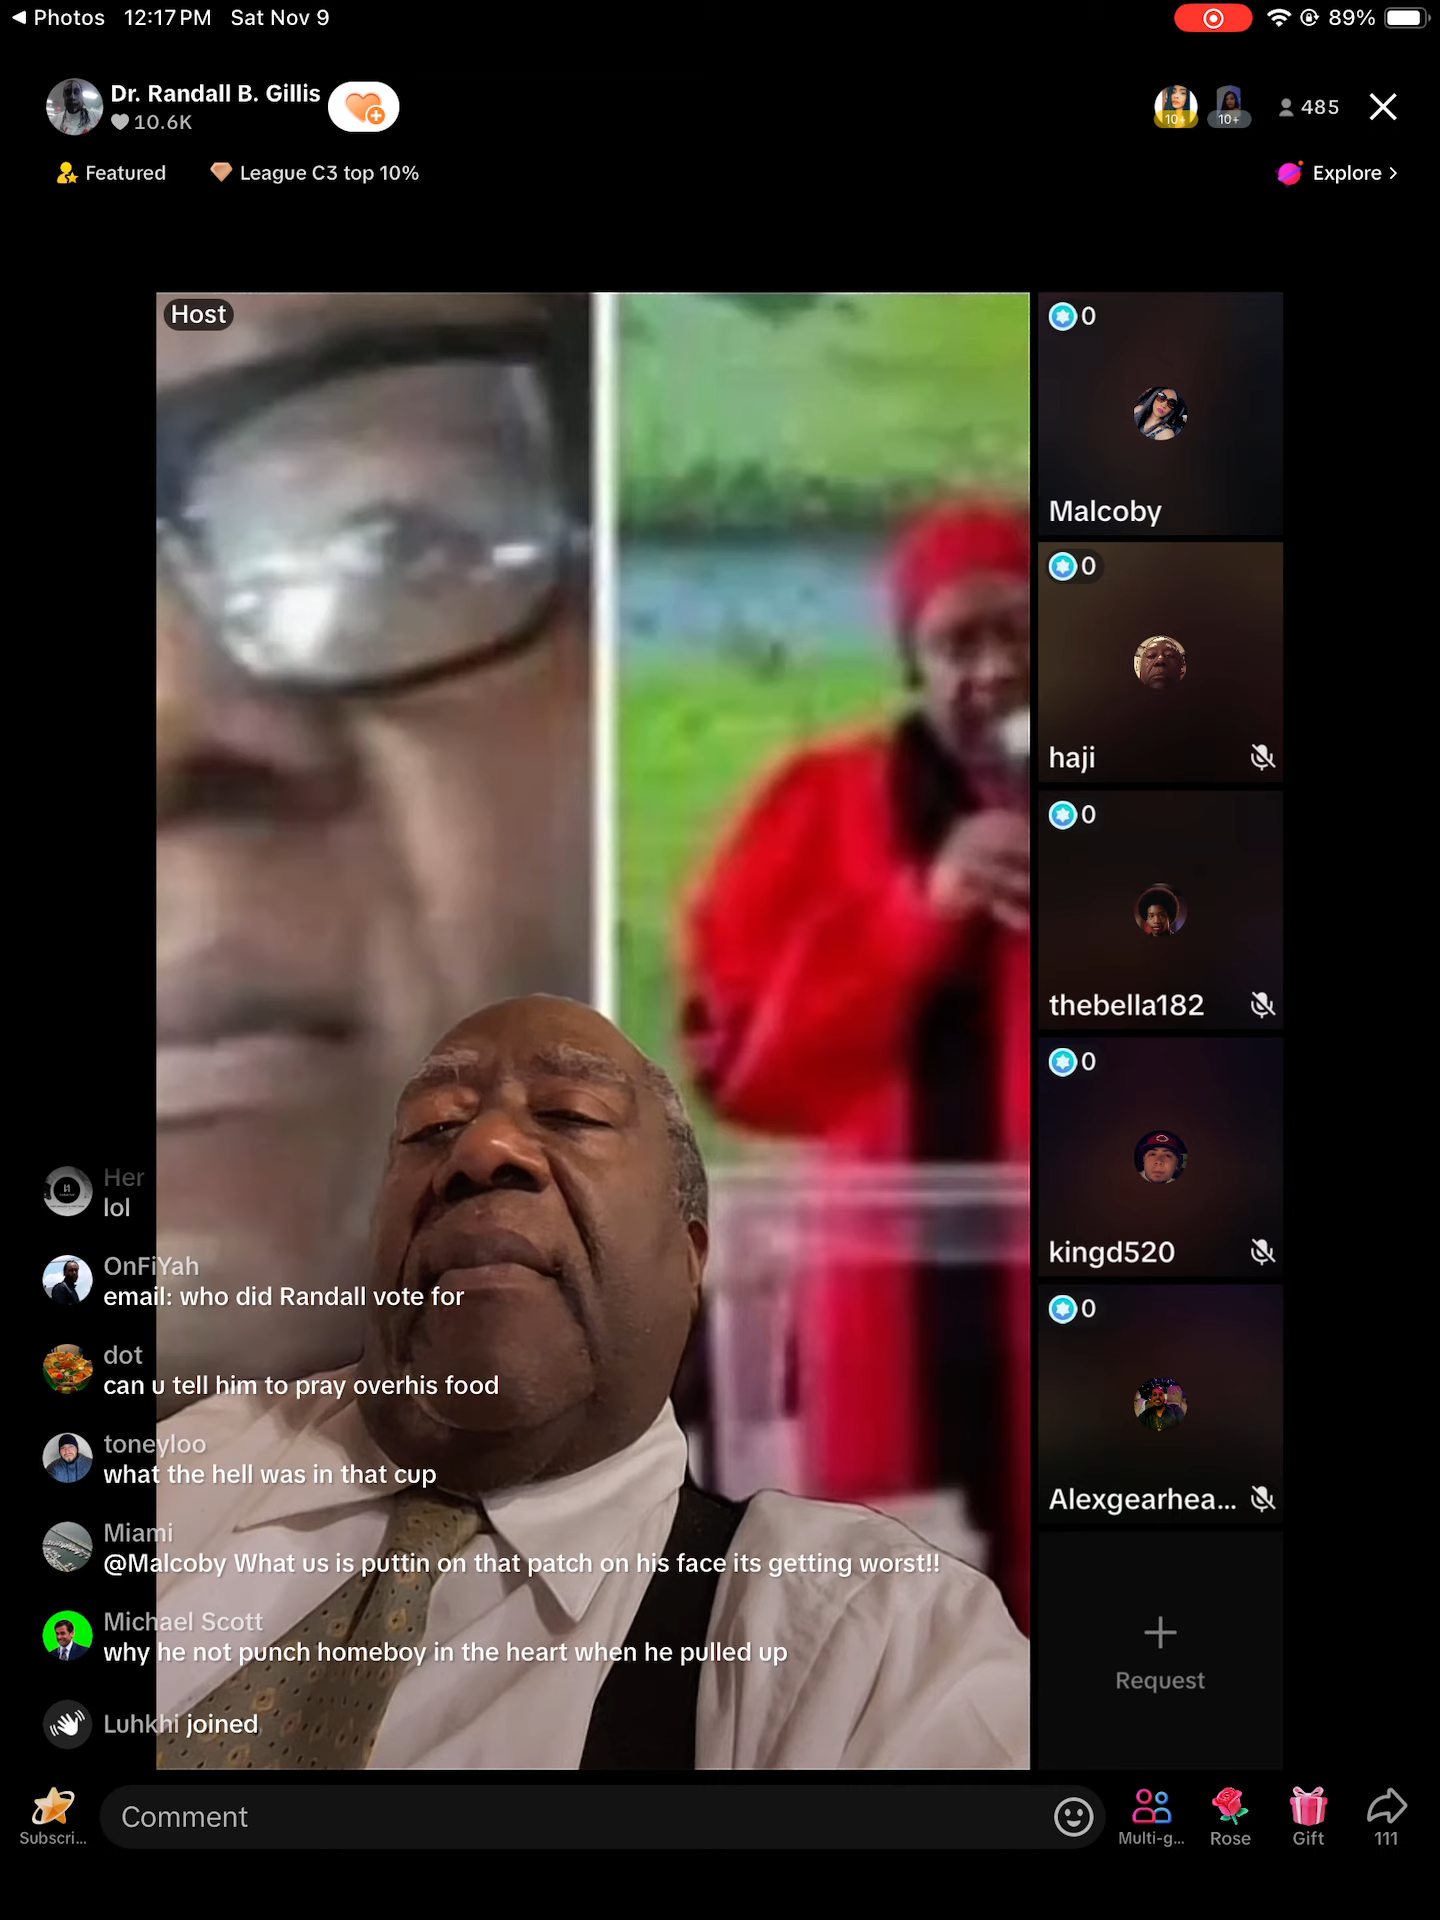 Photos 12:17 PM Sat Nov 9 89%
Dr. Randall B. Gillis
10.6K
10+ 10+ 485
Featured League C3 top 10% Explore
Host
0
Malcoby
0
haji
0
thebella182
0
kingd520
0
Alexgearhea...
Request
Her
lol
OnFiYah
email: who did Randall vote for
dot
can u tell him to pray overhis food
toneyloo
what the hell was in that cup
Miami
@Malcoby What us is puttin on that patch on his face its getting worst!!
Michael Scott
why he not punch homeboy in the heart when he pulled up
Luhkhi joined
Comment
Subscri... Multi-g... Rose Gift 111